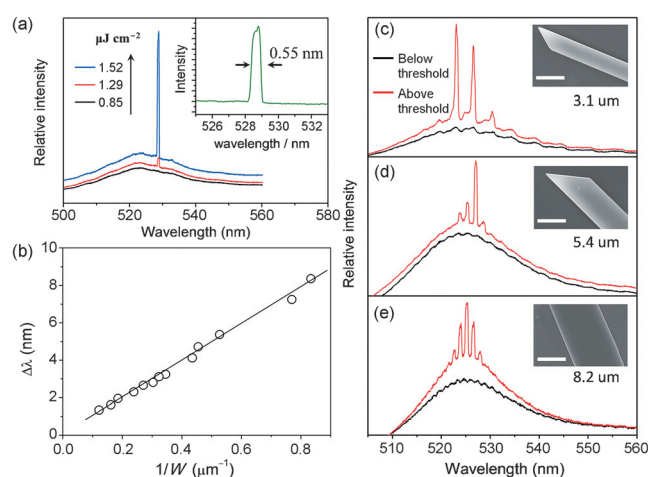 (a)
μJ cm⁻²
1.52
1.29
0.85
Relative intensity
500 520 540 560 580
Wavelength (nm)
Intensity
0.55 nm
526 528 530 532
wavelength / nm
(b)
Δλ (nm)
10
8
6
4
2
0
0.0 0.2 0.4 0.6 0.8
1/W (μm⁻¹)
Relative intensity
(c)
Below
threshold
Above
threshold
3.1 um
(d)
5.4 um
(e)
8.2 um
510 520 530 540 550 560
Wavelength (nm)